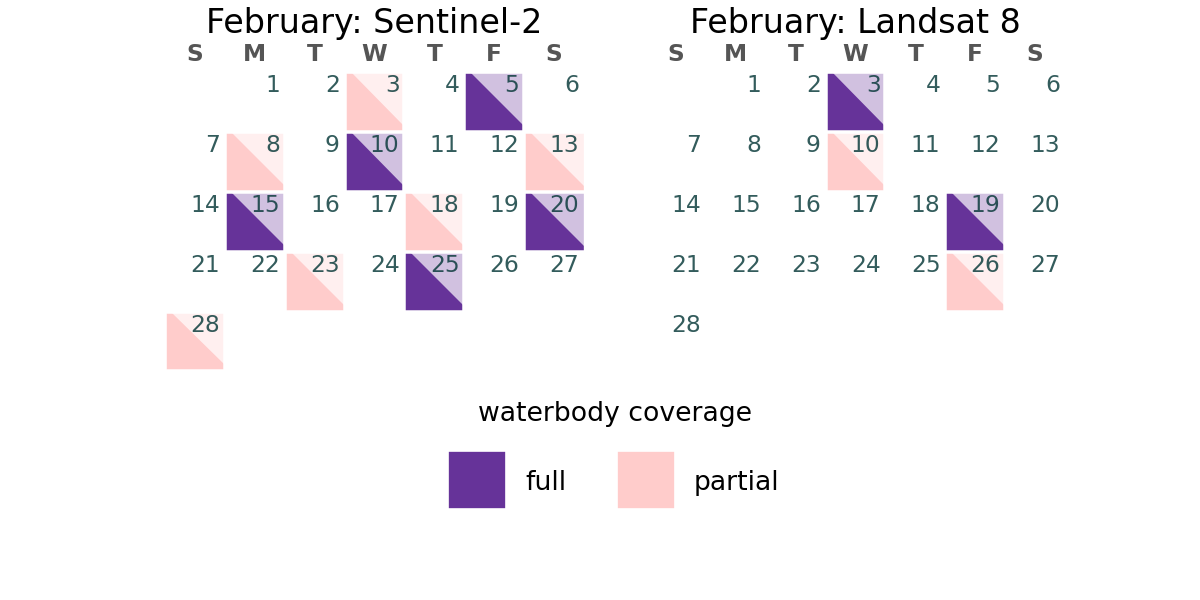 February: Sentinel-2
S M T W T F S
1 2 3 4 5 6
7 8 9 10 11 12 13
14 15 16 17 18 19 20
21 22 23 24 25 26 27
28
February: Landsat 8
S M T W T F S
1 2 3 4 5 6
7 8 9 10 11 12 13
14 15 16 17 18 19 20
21 22 23 24 25 26 27
28
waterbody coverage
full
partial